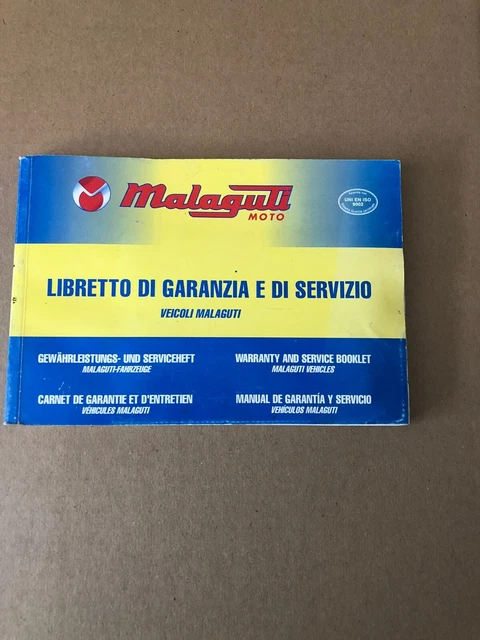 Malaguti
MOTO
UNI EN ISO
9002
LIBRETTO DI GARANZIA E DI SERVIZIO
VEICOLI MALAGUTI
GEWÄHRLEISTUNGS- UND SERVICEHEFT
MALAGUTI-FAHRZEUGE
WARRANTY AND SERVICE BOOKLET
MALAGUTI VEHICLES
CARNET DE GARANTIE ET D'ENTRETIEN
VÉHICULES MALAGUTI
MANUAL DE GARANTÍA Y SERVICIO
VEHÍCULOS MALAGUTI